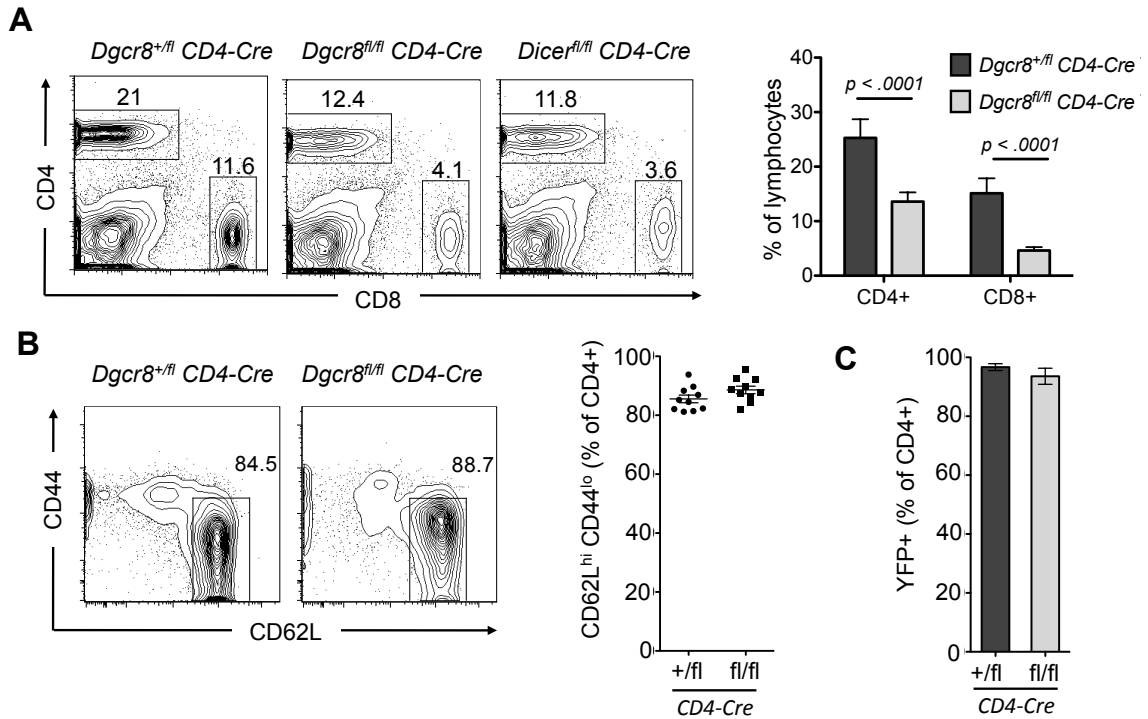 A
Dgcr8+/fl CD4-Cre
Dgcr8fl/fl CD4-Cre
Dicerfl/fl CD4-Cre
21
11.6
12.4
4.1
11.8
3.6
CD4
CD8
% of lymphocytes
40
30
20
10
0
p < .0001
p < .0001
Dgcr8+/fl CD4-Cre
Dgcr8fl/fl CD4-Cre
CD4+
CD8+
B
Dgcr8+/fl CD4-Cre
Dgcr8fl/fl CD4-Cre
84.5
88.7
CD44
CD62L
CD62Lhi CD44lo (% of CD4+)
100
80
60
40
20
0
+/fl fl/fl
CD4-Cre
C
YFP+ (% of CD4+)
100
80
60
40
20
0
+/fl fl/fl
CD4-Cre